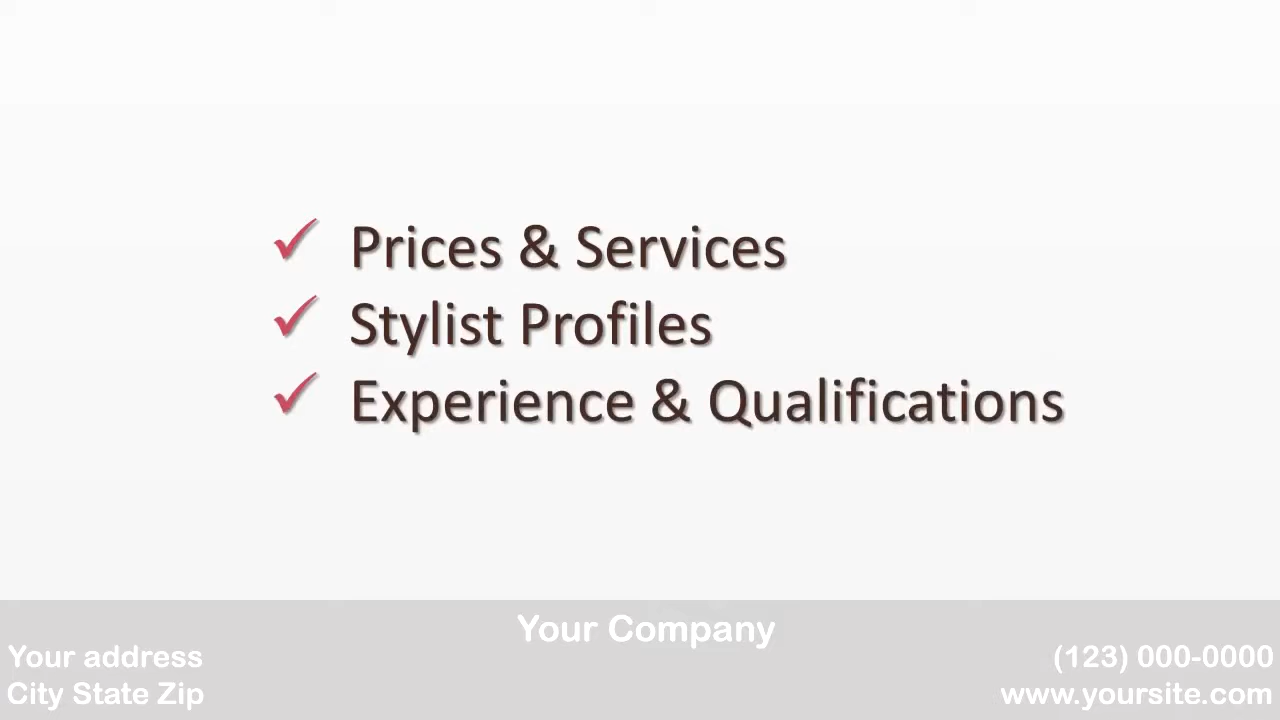 ✓ Prices & Services
✓ Stylist Profiles
✓ Experience & Qualifications
Your Company
Your address
City State Zip
(123) 000-0000
www.yoursite.com